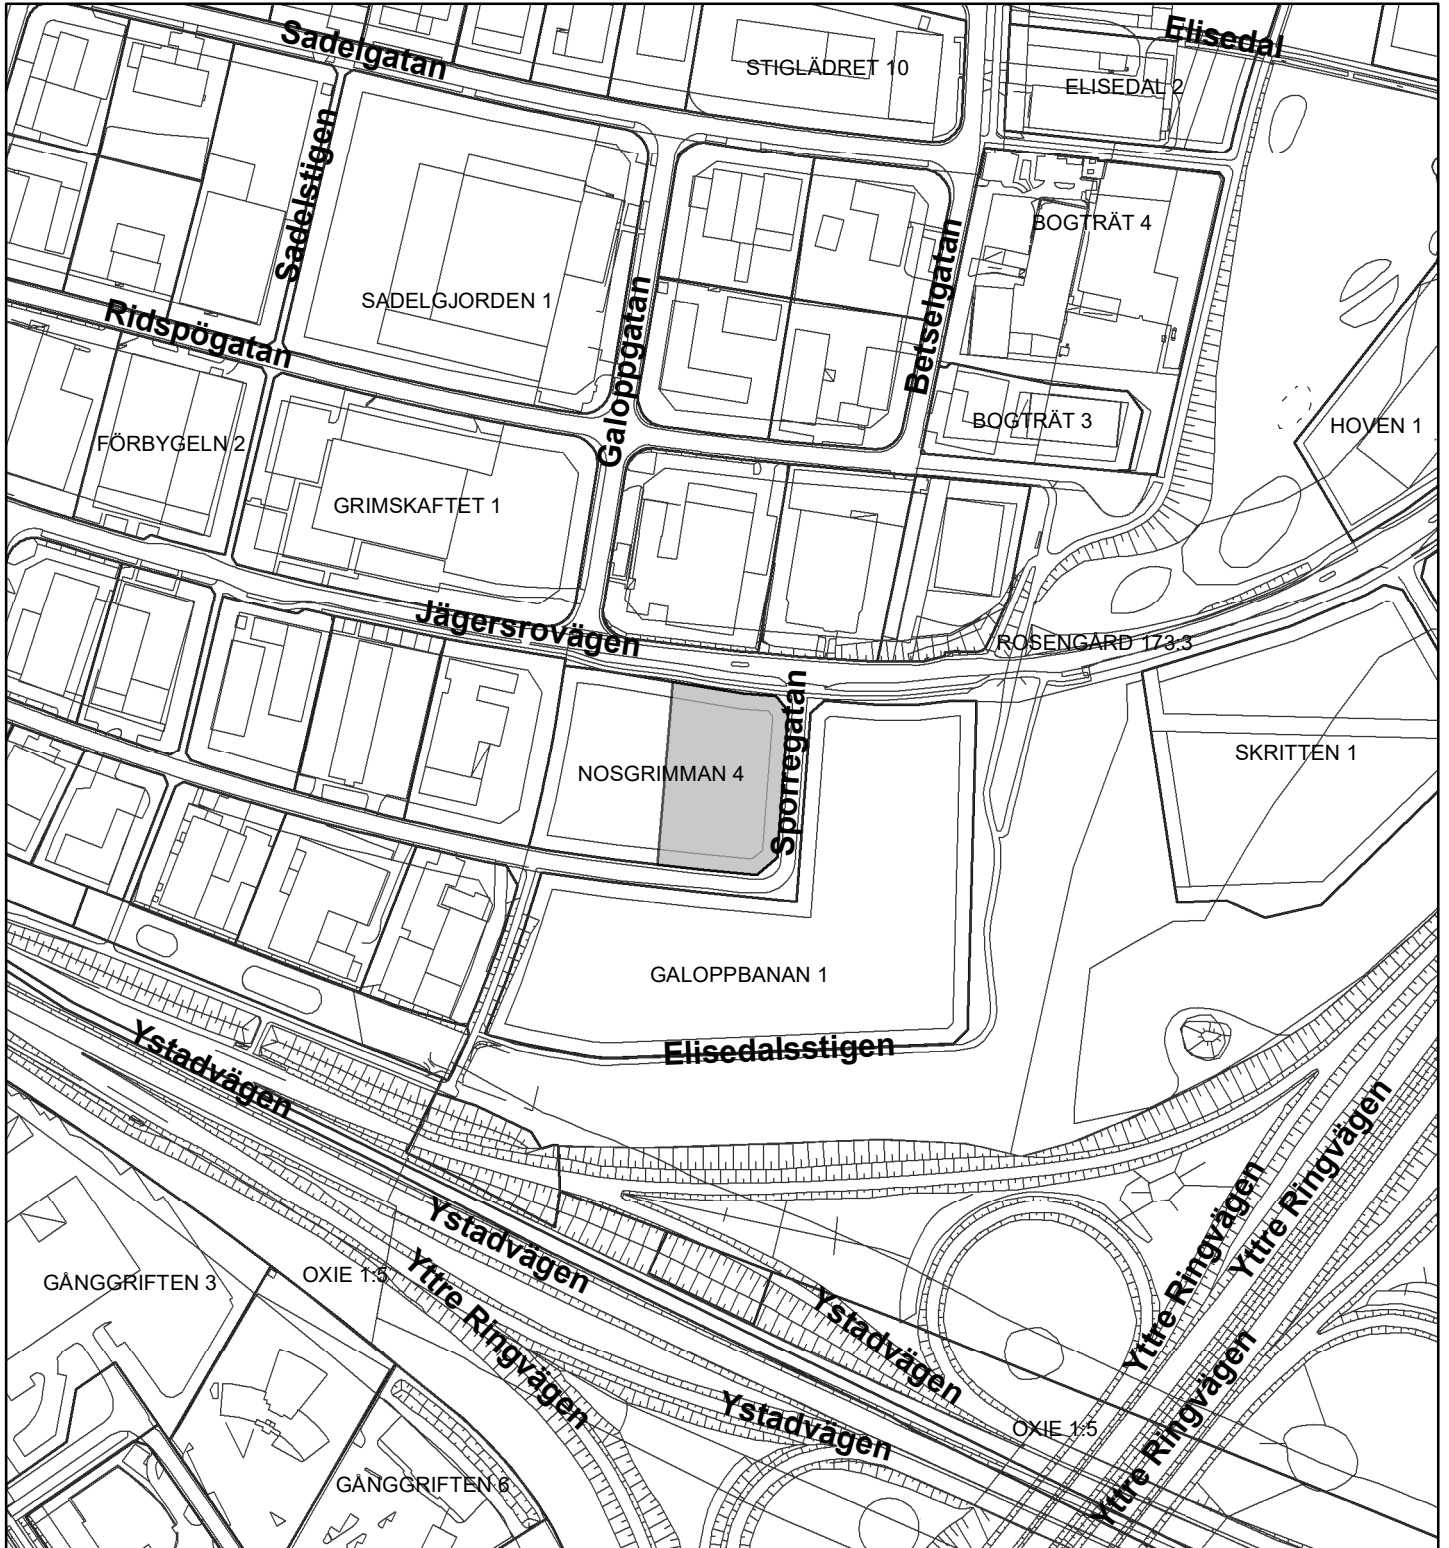 Sadelgatan
Elisedal
STIGLÄDRET 10
ELISEDAL 2
Sadelstigen
BOGTRÄT 4
SADELGJORDEN 1
Ridspögatan
Galoppgatan
Betselgatan
FÖRBYGELN 2
BOGTRÄT 3
HOVEN 1
GRIMSKAFTET 1
Jägersrovägen
ROSENGÅRD 173:3
NOSGRIMMAN 4
Sporregatan
SKRITTEN 1
GALOPPBANAN 1
Elisedalsstigen
Ystadvägen
Ystadvägen
Yttre Ringvägen
Yttre Ringvägen
GÅNGGRIFTEN 3
OXIE 1:5
Yttre Ringvägen
Ystadvägen
Ystadvägen
OXIE 1:5
Yttre Ringvägen
GÅNGGRIFTEN 6